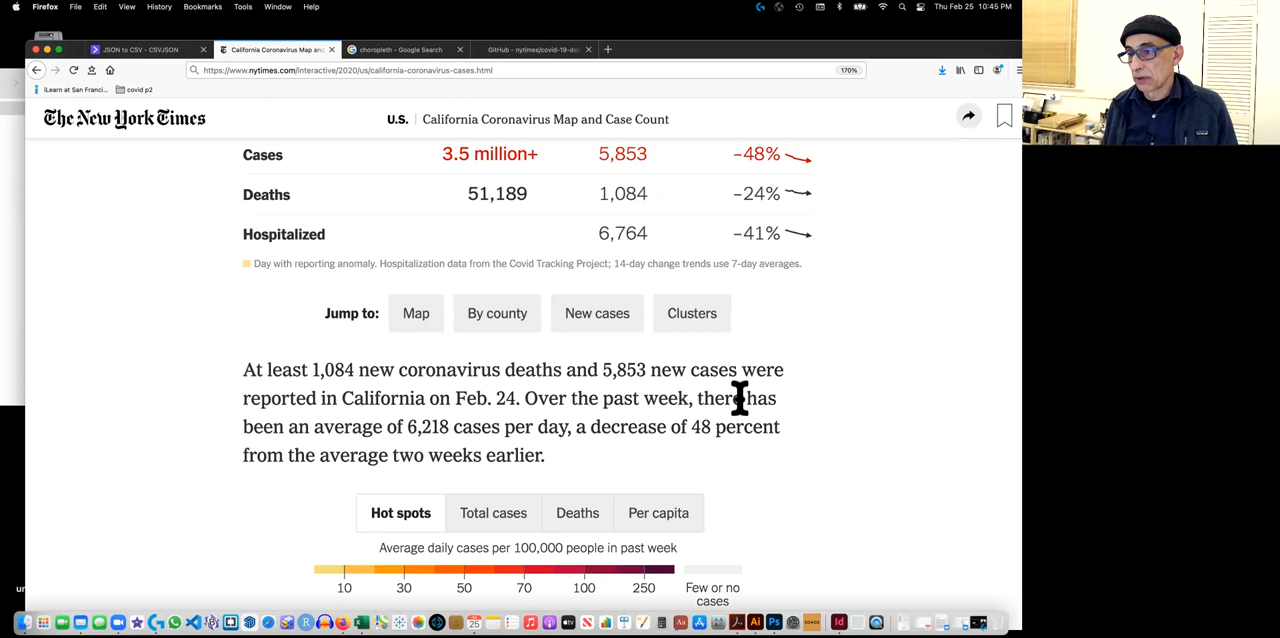 Firefox File Edit View History Bookmarks Tools Window Help
Thu Feb 25 10:45 PM
JSON to CSV - CSVJSON
California Coronavirus Map and
choropleth - Google Search
GitHub - nytimes/covid-19-dat
https://www.nytimes.com/interactive/2020/us/california-coronavirus-cases.html
170%
iLearn at San Franci...
covid p2
The New York Times
U.S. | California Coronavirus Map and Case Count
Cases 3.5 million+ 5,853 –48%
Deaths 51,189 1,084 –24%
Hospitalized 6,764 –41%
Day with reporting anomaly. Hospitalization data from the Covid Tracking Project; 14-day change trends use 7-day averages.
Jump to: Map By county New cases Clusters
At least 1,084 new coronavirus deaths and 5,853 new cases were
reported in California on Feb. 24. Over the past week, there has
been an average of 6,218 cases per day, a decrease of 48 percent
from the average two weeks earlier.
Hot spots Total cases Deaths Per capita
Average daily cases per 100,000 people in past week
10 30 50 70 100 250 Few or no
cases